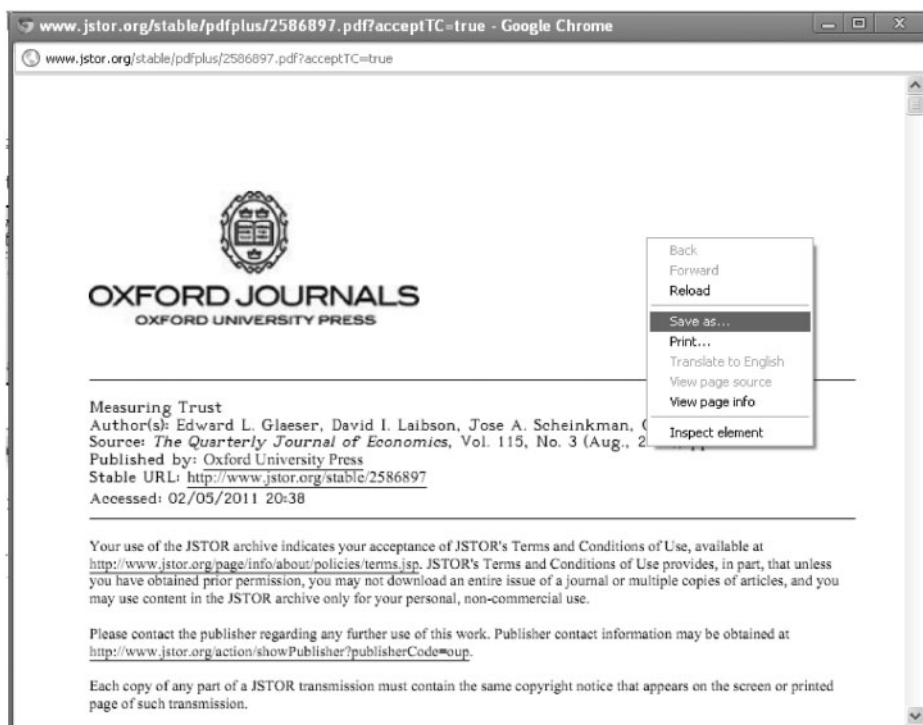 www.jstor.org/stable/pdfplus/2586897.pdf?acceptTC=true - Google Chrome
www.jstor.org/stable/pdfplus/2586897.pdf?acceptTC=true
OXFORD JOURNALS
OXFORD UNIVERSITY PRESS
Back
Forward
Reload
Save as...
Print...
Translate to English
View page source
View page info
Inspect element
Measuring Trust
Author(s): Edward L. Glaeser, David I. Laibson, Jose A. Scheinkman,
Source: The Quarterly Journal of Economics, Vol. 115, No. 3 (Aug.,
Published by: Oxford University Press
Stable URL: http://www.jstor.org/stable/2586897
Accessed: 02/05/2011 20:38
Your use of the JSTOR archive indicates your acceptance of JSTOR's Terms and Conditions of Use, available at
http://www.jstor.org/page/info/about/policies/terms.jsp. JSTOR's Terms and Conditions of Use provides, in part, that unless
you have obtained prior permission, you may not download an entire issue of a journal or multiple copies of articles, and you
may use content in the JSTOR archive only for your personal, non-commercial use.
Please contact the publisher regarding any further use of this work. Publisher contact information may be obtained at
http://www.jstor.org/action/showPublisher?publisherCode=oup.
Each copy of any part of a JSTOR transmission must contain the same copyright notice that appears on the screen or printed
page of such transmission.